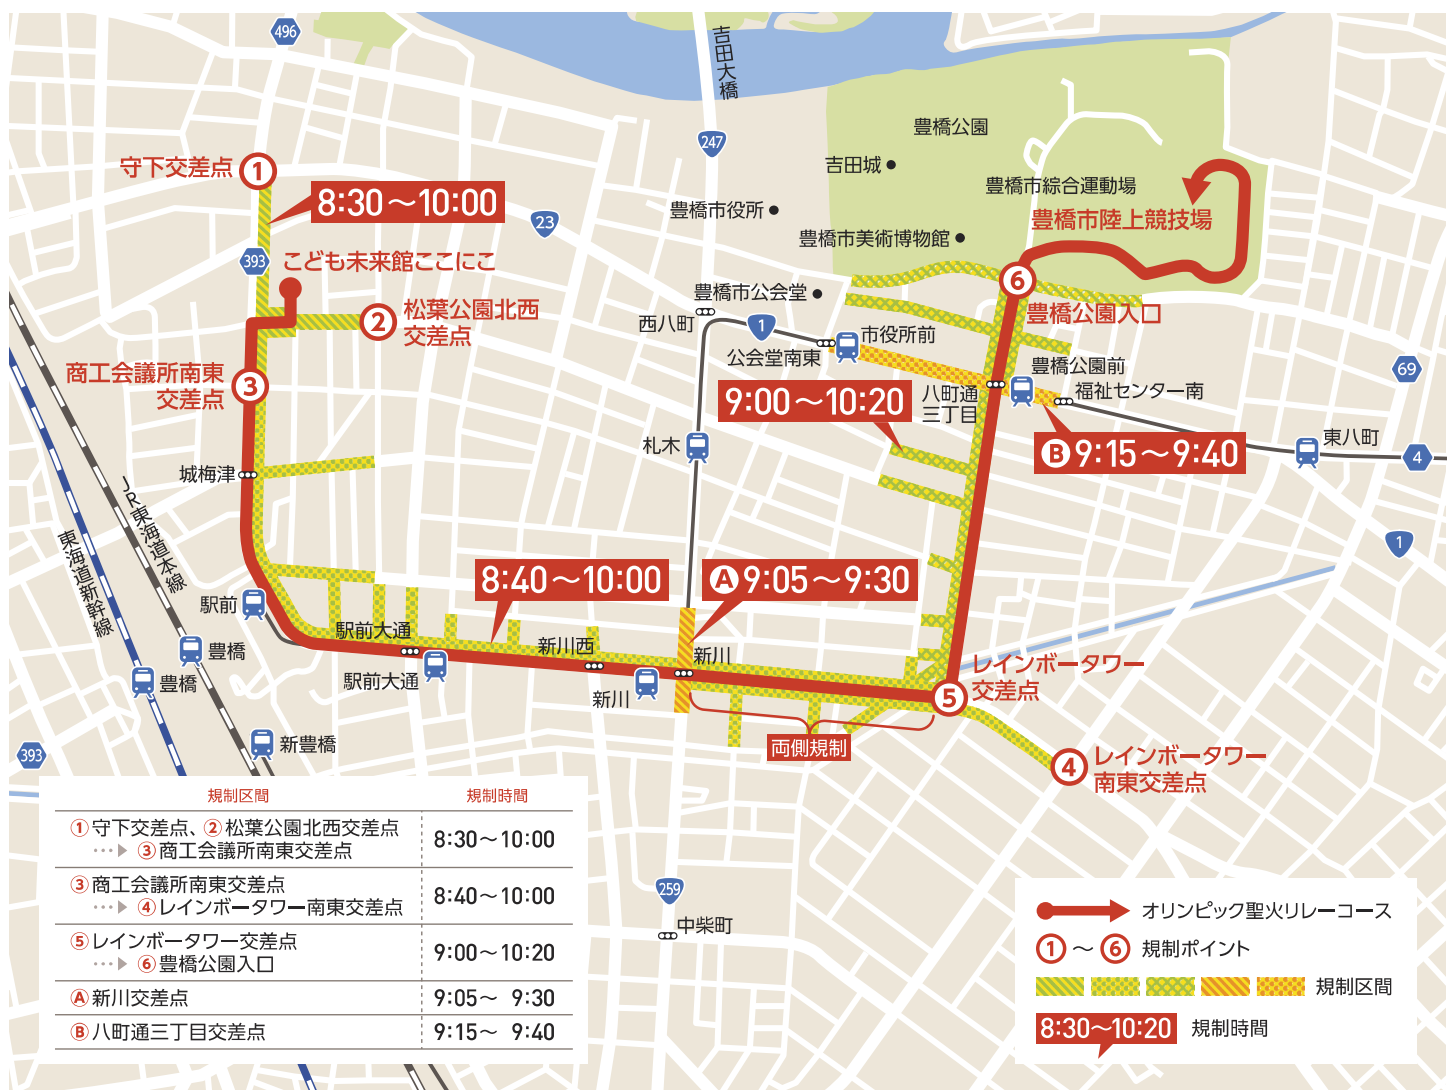 496
吉田大橋
247
豊橋公園
吉田城
守下交差点
1
8:30～10:00
豊橋市綜合運動場
豊橋市陸上競技場
豊橋市役所
23
豊橋市美術博物館
393
こども未来館ここにこ
6
豊橋市公会堂
松葉公園北西
交差点
2
豊橋公園入口
西八町
1
市役所前
公会堂南東
豊橋公園前
商工会議所南東
交差点
3
69
9:00～10:20
八町通
三丁目
福祉センター南
札木
B 9:15～9:40
東八町
4
城梅津
JR東海道本線
東海道新幹線
1
8:40～10:00
A 9:05～9:30
駅前
駅前大通
新川西
新川
豊橋
豊橋
駅前大通
新川
レインボータワー
交差点
5
新豊橋
393
両側規制
4
レインボータワー
南東交差点
規制区間 規制時間
①守下交差点、②松葉公園北西交差点
③商工会議所南東交差点
8:30～10:00
③商工会議所南東交差点
④レインボータワー南東交差点
8:40～10:00
⑤レインボータワー交差点
⑥豊橋公園入口
9:00～10:20
Ⓐ新川交差点 9:05～ 9:30
Ⓑ八町通三丁目交差点 9:15～ 9:40
259
中柴町
オリンピック聖火リレーコース
①～⑥ 規制ポイント
規制区間
8:30～10:20 規制時間